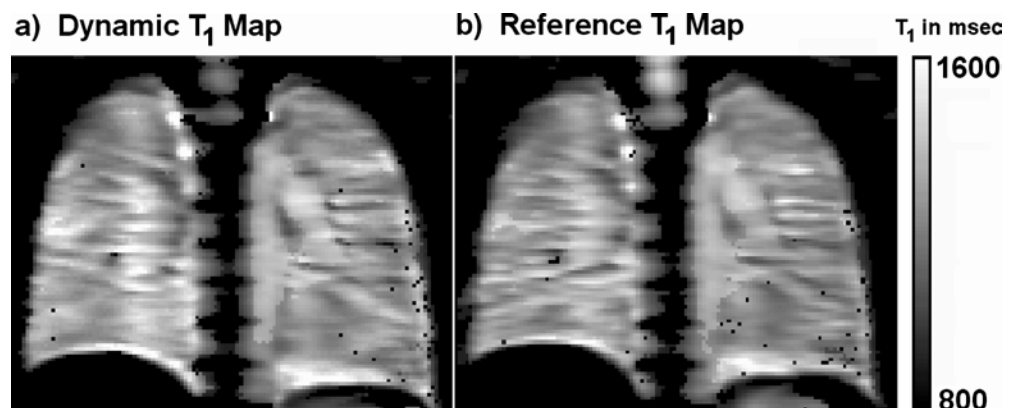 a) Dynamic T1 Map
b) Reference T1 Map
T1 in msec
1600
800